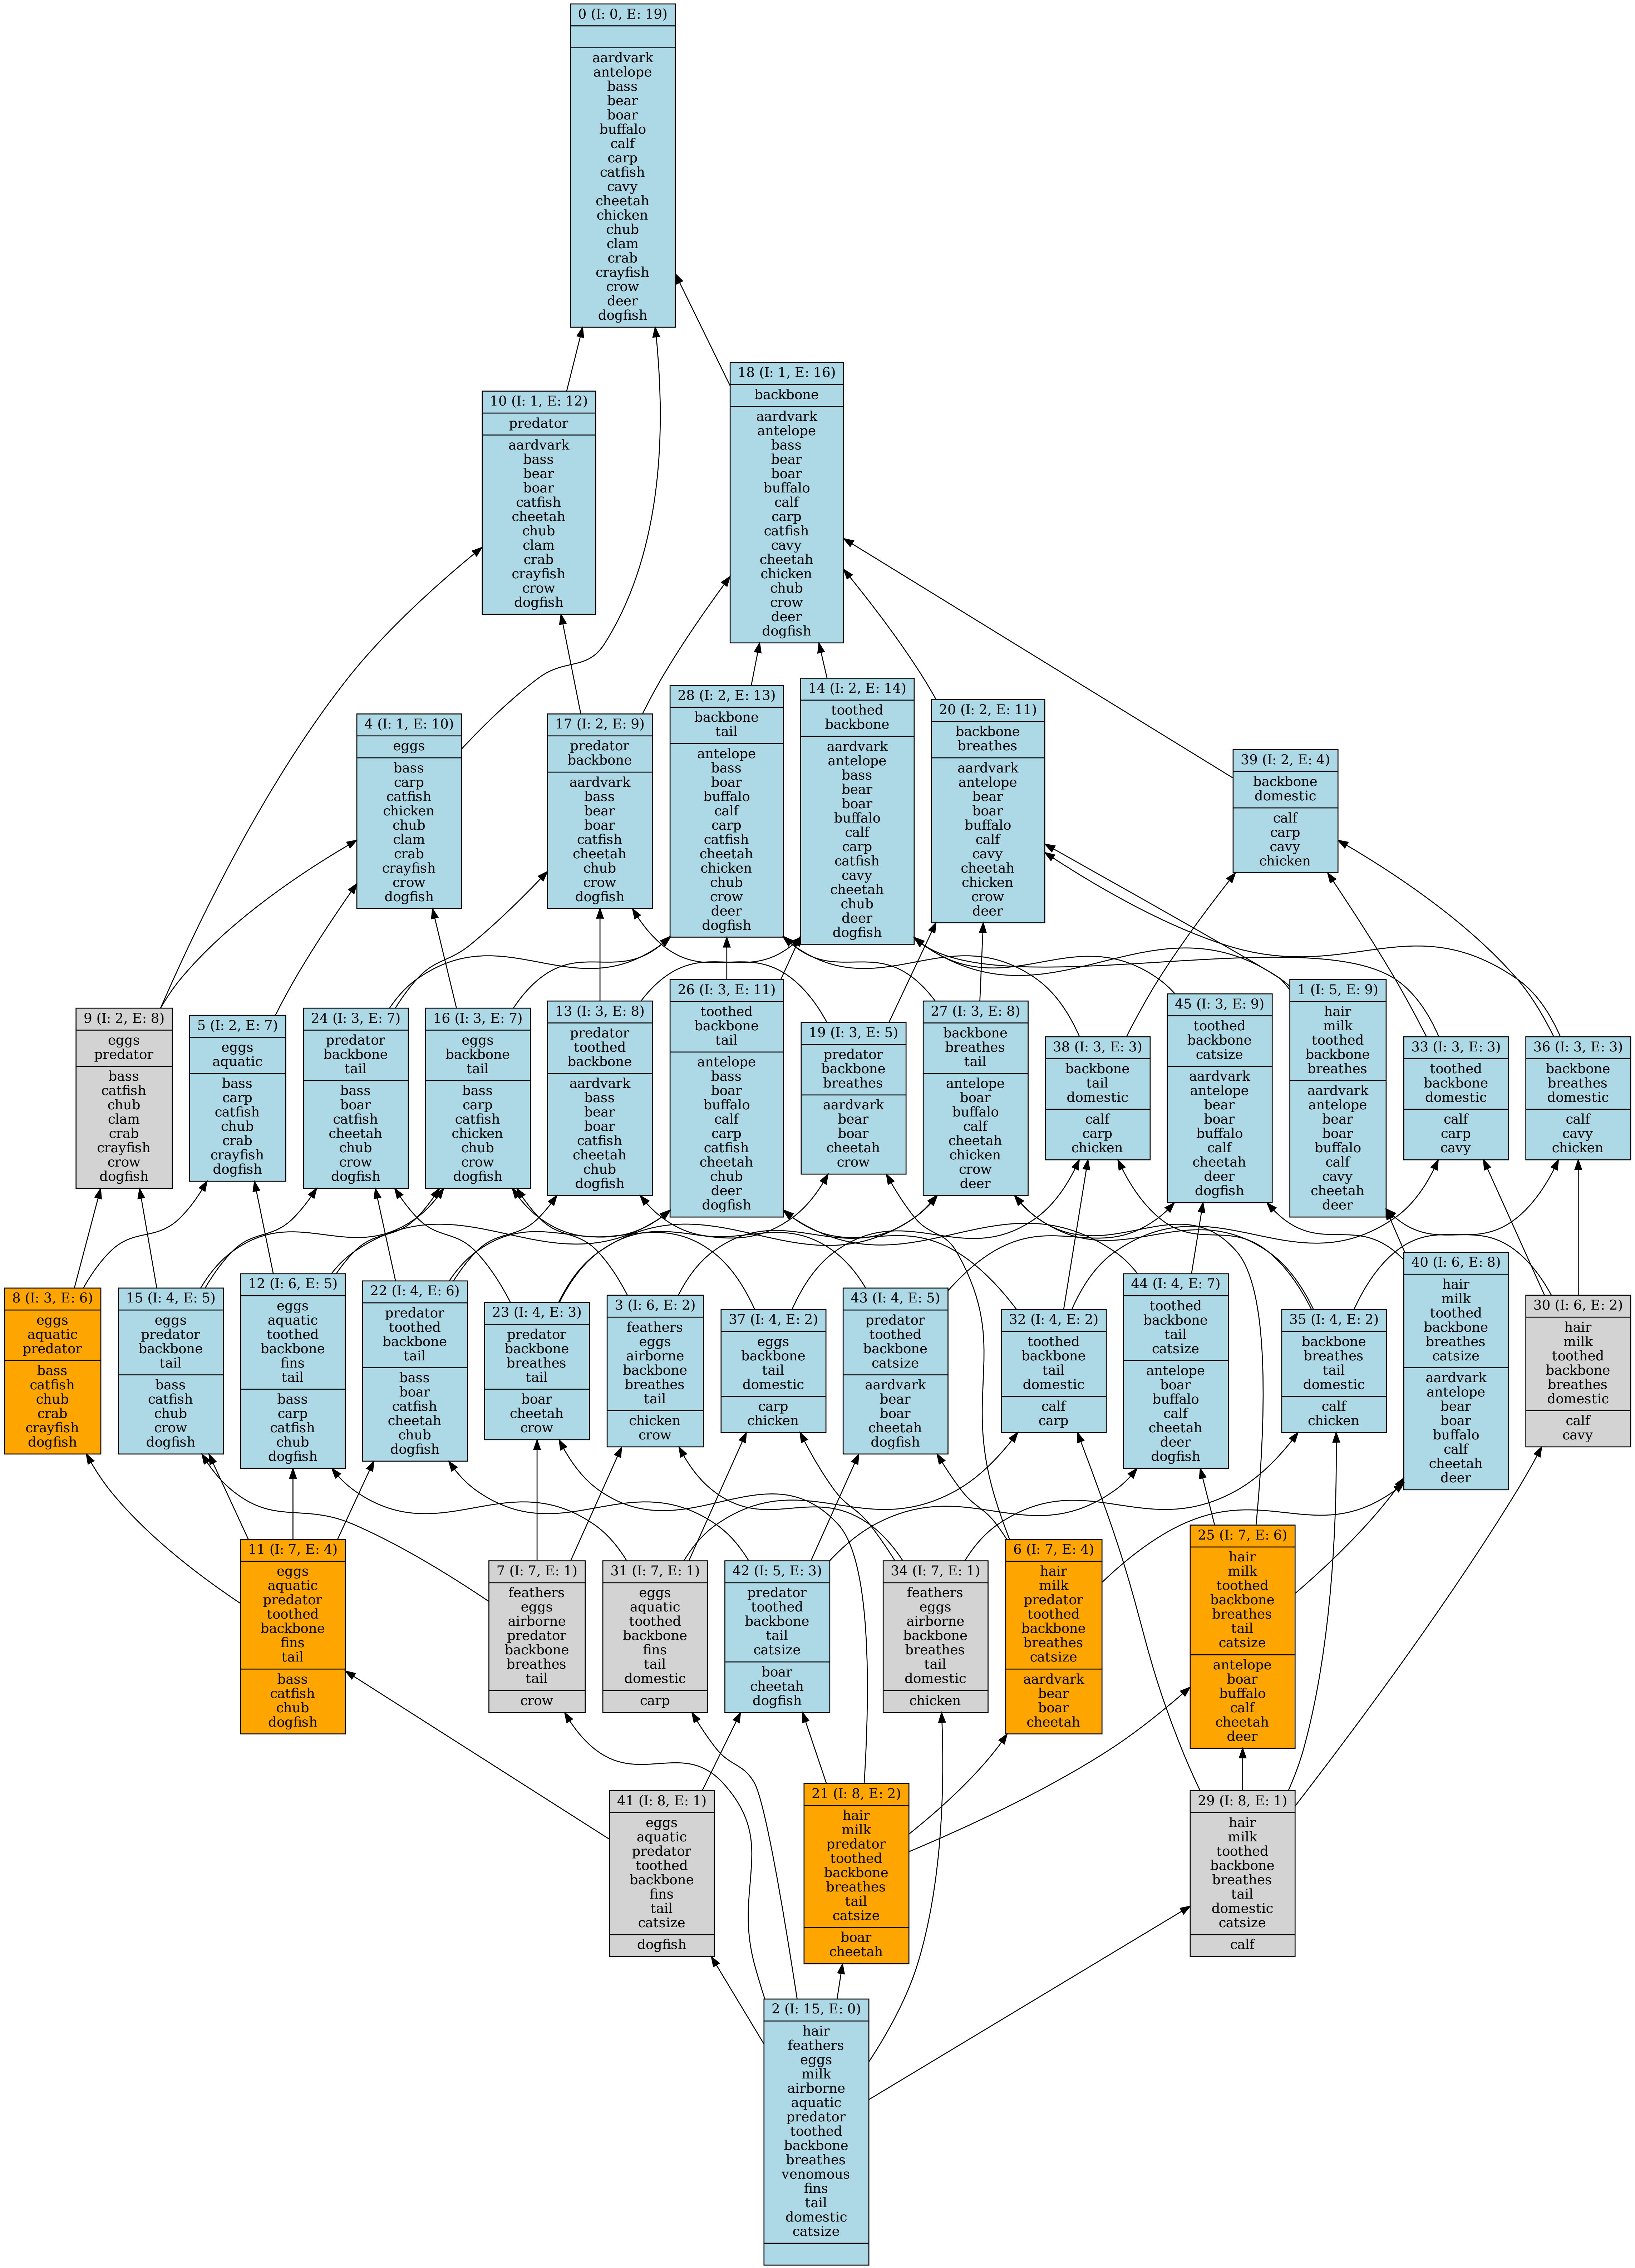 0 (I: 0, E: 19)
aardvark
antelope
bass
bear
boar
buffalo
calf
carp
catfish
cavy
cheetah
chicken
chub
clam
crab
crayfish
crow
deer
dogfish
10 (I: 1, E: 12)
predator
aardvark
bass
bear
boar
catfish
cheetah
chub
clam
crab
crayfish
crow
dogfish
18 (I: 1, E: 16)
backbone
aardvark
antelope
bass
bear
boar
buffalo
calf
carp
catfish
cavy
cheetah
chicken
chub
crow
deer
dogfish
4 (I: 1, E: 10)
eggs
bass
carp
catfish
chicken
chub
clam
crab
crayfish
crow
dogfish
17 (I: 2, E: 9)
predator
backbone
aardvark
bass
bear
boar
catfish
cheetah
chub
crow
dogfish
28 (I: 2, E: 13)
backbone
tail
antelope
bass
boar
buffalo
calf
carp
catfish
cheetah
chicken
chub
crow
deer
dogfish
14 (I: 2, E: 14)
toothed
backbone
aardvark
antelope
bass
bear
boar
buffalo
calf
carp
catfish
cavy
cheetah
chub
deer
dogfish
20 (I: 2, E: 11)
backbone
breathes
aardvark
antelope
bear
boar
buffalo
calf
cavy
cheetah
chicken
crow
deer
39 (I: 2, E: 4)
backbone
domestic
calf
carp
cavy
chicken
9 (I: 2, E: 8)
eggs
predator
bass
catfish
chub
clam
crab
crayfish
crow
dogfish
5 (I: 2, E: 7)
eggs
aquatic
bass
carp
catfish
chub
crab
crayfish
dogfish
24 (I: 3, E: 7)
predator
backbone
tail
bass
boar
catfish
cheetah
chub
crow
dogfish
16 (I: 3, E: 7)
eggs
backbone
tail
bass
carp
catfish
chicken
chub
crow
dogfish
13 (I: 3, E: 8)
predator
toothed
backbone
aardvark
bass
bear
boar
catfish
cheetah
chub
dogfish
26 (I: 3, E: 11)
toothed
backbone
tail
antelope
bass
boar
buffalo
calf
carp
catfish
cheetah
chub
deer
dogfish
19 (I: 3, E: 5)
predator
backbone
breathes
aardvark
bear
boar
cheetah
crow
27 (I: 3, E: 8)
backbone
breathes
tail
antelope
boar
buffalo
calf
cheetah
chicken
crow
deer
38 (I: 3, E: 3)
backbone
tail
domestic
calf
carp
chicken
45 (I: 3, E: 9)
toothed
backbone
catsize
aardvark
antelope
bear
boar
buffalo
calf
cheetah
deer
dogfish
1 (I: 5, E: 9)
hair
milk
toothed
backbone
breathes
aardvark
antelope
bear
boar
buffalo
calf
cavy
cheetah
deer
33 (I: 3, E: 3)
toothed
backbone
domestic
calf
carp
cavy
36 (I: 3, E: 3)
backbone
breathes
domestic
calf
cavy
chicken
8 (I: 3, E: 6)
eggs
aquatic
predator
bass
catfish
chub
crab
crayfish
dogfish
15 (I: 4, E: 5)
eggs
predator
backbone
tail
bass
catfish
chub
crow
dogfish
12 (I: 6, E: 5)
eggs
aquatic
toothed
backbone
fins
tail
bass
carp
catfish
chub
dogfish
22 (I: 4, E: 6)
predator
toothed
backbone
tail
bass
boar
catfish
cheetah
chub
dogfish
23 (I: 4, E: 3)
predator
backbone
breathes
tail
boar
cheetah
crow
3 (I: 6, E: 2)
feathers
eggs
airborne
backbone
breathes
tail
chicken
crow
37 (I: 4, E: 2)
eggs
backbone
tail
domestic
carp
chicken
43 (I: 4, E: 5)
predator
toothed
backbone
catsize
aardvark
bear
boar
cheetah
dogfish
32 (I: 4, E: 2)
toothed
backbone
tail
domestic
calf
carp
44 (I: 4, E: 7)
toothed
backbone
tail
catsize
antelope
boar
buffalo
calf
cheetah
deer
dogfish
35 (I: 4, E: 2)
backbone
breathes
tail
domestic
calf
chicken
40 (I: 6, E: 8)
hair
milk
toothed
backbone
breathes
catsize
aardvark
antelope
bear
boar
buffalo
calf
cheetah
deer
30 (I: 6, E: 2)
hair
milk
toothed
backbone
breathes
domestic
calf
cavy
11 (I: 7, E: 4)
eggs
aquatic
predator
toothed
backbone
fins
tail
bass
catfish
chub
dogfish
7 (I: 7, E: 1)
feathers
eggs
airborne
predator
backbone
breathes
tail
crow
31 (I: 7, E: 1)
eggs
aquatic
toothed
backbone
fins
tail
domestic
carp
42 (I: 5, E: 3)
predator
toothed
backbone
tail
catsize
boar
cheetah
dogfish
34 (I: 7, E: 1)
feathers
eggs
airborne
backbone
breathes
tail
domestic
chicken
6 (I: 7, E: 4)
hair
milk
predator
toothed
backbone
breathes
catsize
aardvark
bear
boar
cheetah
25 (I: 7, E: 6)
hair
milk
toothed
backbone
breathes
tail
catsize
antelope
boar
buffalo
calf
cheetah
deer
41 (I: 8, E: 1)
eggs
aquatic
predator
toothed
backbone
fins
tail
catsize
dogfish
21 (I: 8, E: 2)
hair
milk
predator
toothed
backbone
breathes
tail
catsize
boar
cheetah
29 (I: 8, E: 1)
hair
milk
toothed
backbone
breathes
tail
domestic
catsize
calf
2 (I: 15, E: 0)
hair
feathers
eggs
milk
airborne
aquatic
predator
toothed
backbone
breathes
venomous
fins
tail
domestic
catsize